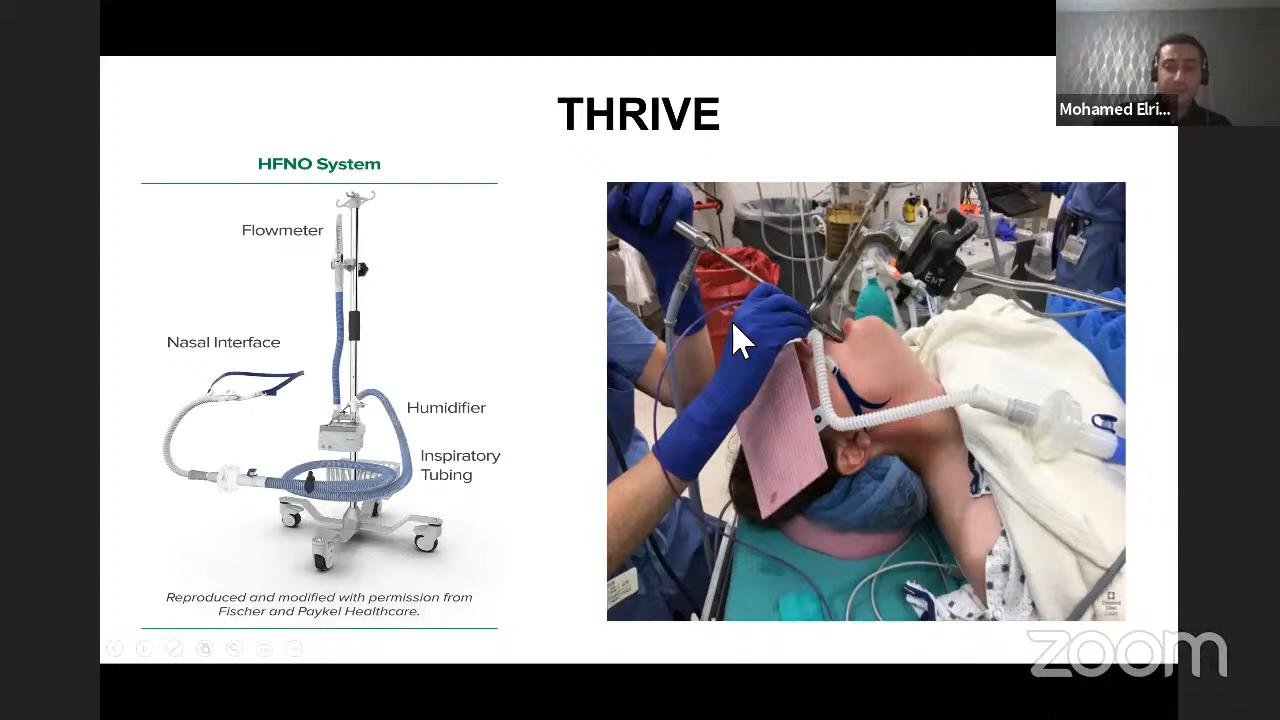 THRIVE
Mohamed Elri...
HFNO System
Flowmeter
Nasal Interface
Humidifier
Inspiratory
Tubing
Reproduced and modified with permission from
Fischer and Paykel Healthcare.
ENT
zoom